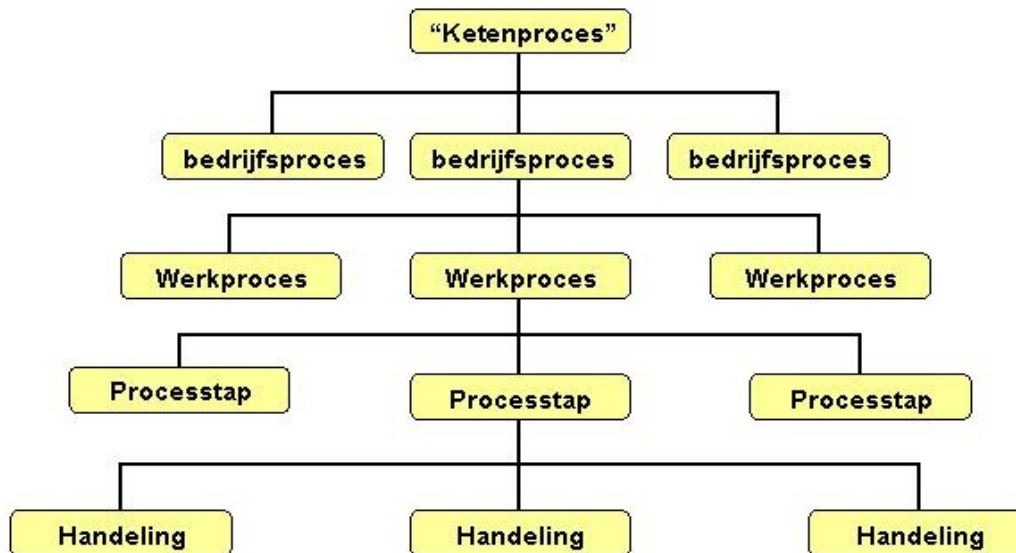 “Ketenproces”
bedrijfsproces bedrijfsproces bedrijfsproces
Werkproces Werkproces Werkproces
Processtap Processtap Processtap
Handeling Handeling Handeling